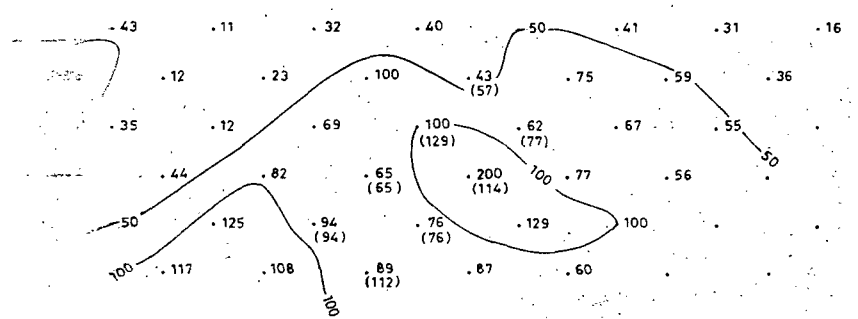 .43 .11 .32 .40 50 .41 .31 .16
.12 .23 .100 .43 .75 .59 .36
(57)
.35 .12 .69 .100 .62 .67 .55 .
(129) (77)
50
.44 .82 .65 .200 100 .77 .56 .
(65) (114)
50 .125 .94 .76 .129 100 . .
(94) (76)
100 .117 .108 .89 .87 .60 . .
(112)
100